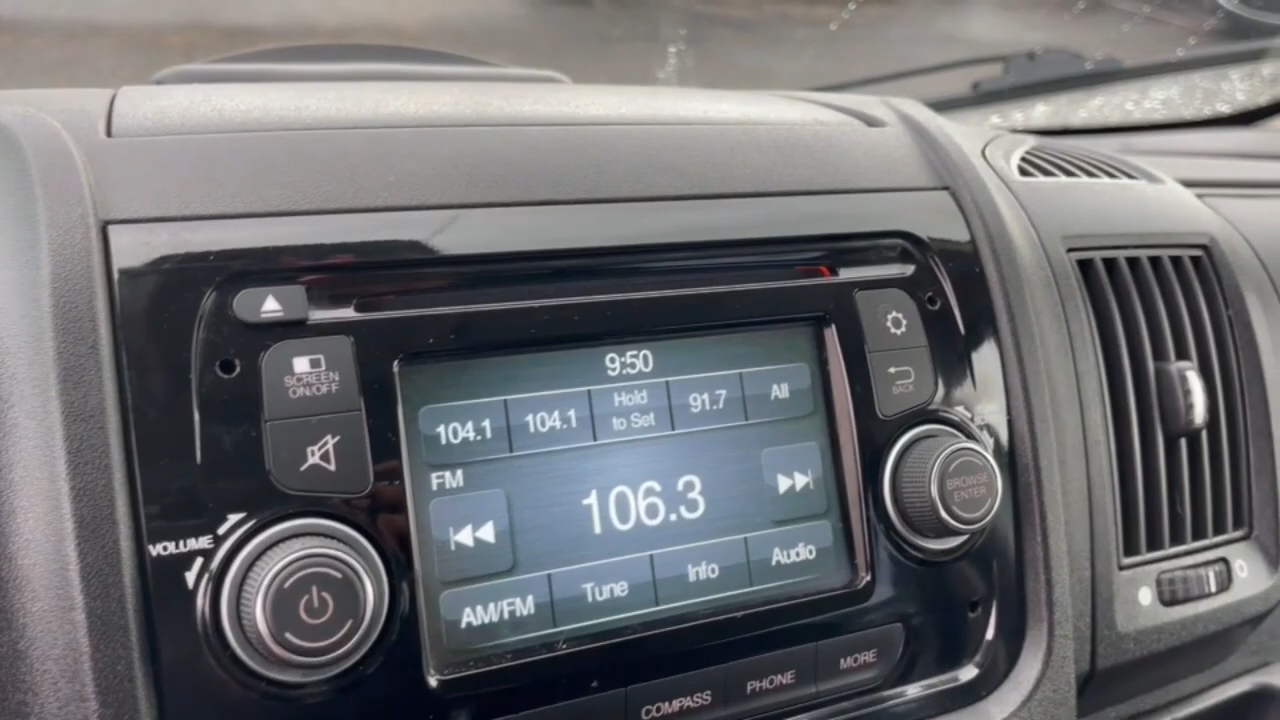 9:50
SCREEN
ON/OFF
104.1 104.1 Hold to Set 91.7 All
BACK
FM
106.3
BROWSE
ENTER
VOLUME
AM/FM Tune Info Audio
COMPASS PHONE MORE